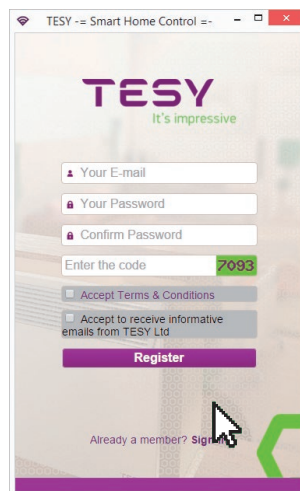 TESY -= Smart Home Control =-
TESY
It's impressive
Your E-mail
Your Password
Confirm Password
Enter the code 7093
Accept Terms & Conditions
Accept to receive informative
emails from TESY Ltd
Register
Already a member?